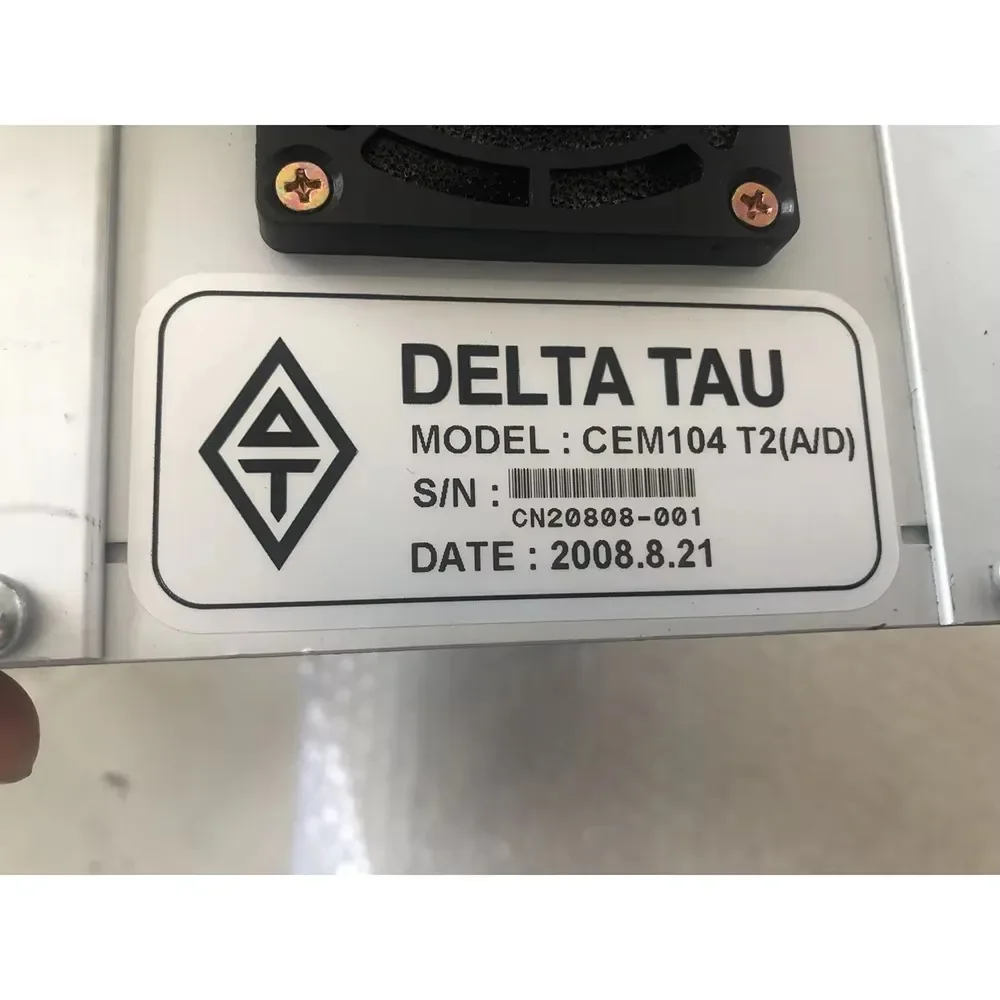 DELTA TAU
MODEL : CEM104 T2(A/D)
S/N :
CN20808-001
DATE : 2008.8.21